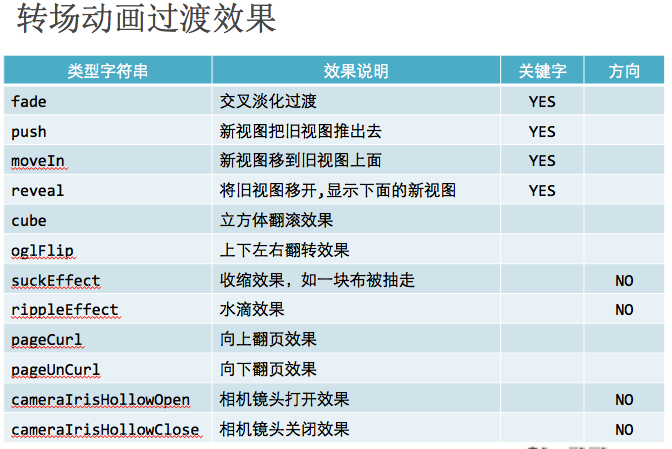 转场动画过渡效果
类型字符串 效果说明 关键字 方向
fade 交叉淡化过渡 YES
push 新视图把旧视图推出去 YES
moveIn 新视图移到旧视图上面 YES
reveal 将旧视图移开,显示下面的新视图 YES
cube 立方体翻滚效果
oglFlip 上下左右翻转效果
suckEffect 收缩效果，如一块布被抽走 NO
rippleEffect 水滴效果 NO
pageCurl 向上翻页效果
pageUnCurl 向下翻页效果
cameraIrisHollowOpen 相机镜头打开效果 NO
cameraIrisHollowClose 相机镜头关闭效果 NO